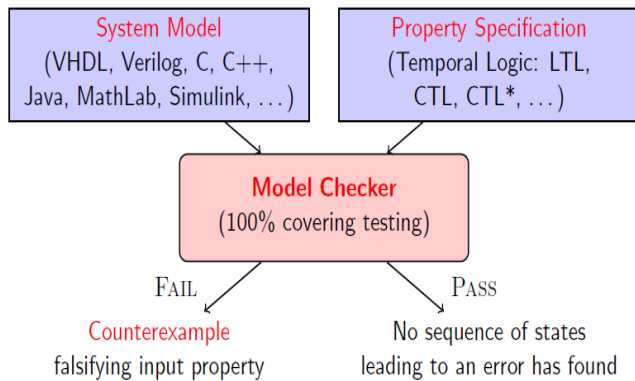 System Model
(VHDL, Verilog, C, C++,
Java, MathLab, Simulink, ...)
Property Specification
(Temporal Logic: LTL,
CTL, CTL*, ...)
Model Checker
(100% covering testing)
FAIL
PASS
Counterexample
falsifying input property
No sequence of states
leading to an error has found